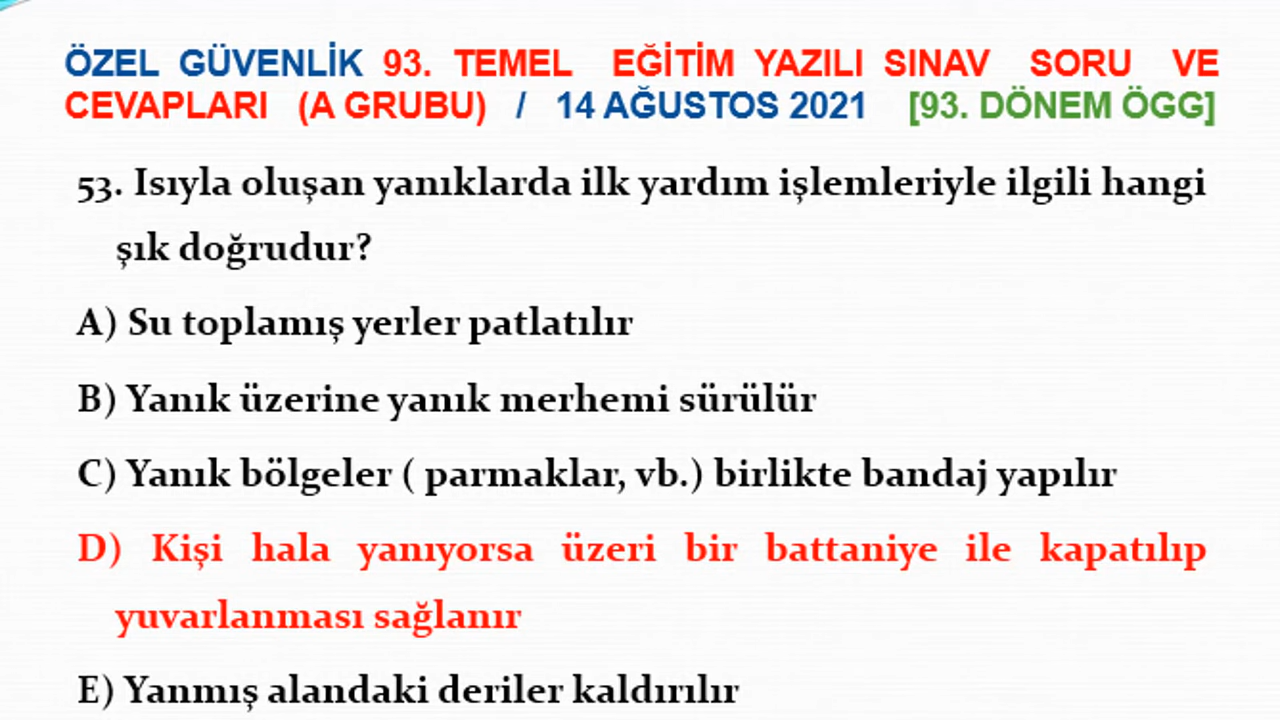 ÖZEL GÜVENLİK 93. TEMEL EĞİTİM YAZILI SINAV SORU VE
CEVAPLARI (A GRUBU) / 14 AĞUSTOS 2021 [93. DÖNEM ÖGG]
53. Isıyla oluşan yanıklarda ilk yardım işlemleriyle ilgili hangi
şık doğrudur?
A) Su toplamış yerler patlatılır
B) Yanık üzerine yanık merhemi sürülür
C) Yanık bölgeler ( parmaklar, vb.) birlikte bandaj yapılır
D) Kişi hala yanıyorsa üzeri bir battaniye ile kapatılıp
yuvarlanması sağlanır
E) Yanmış alandaki deriler kaldırılır